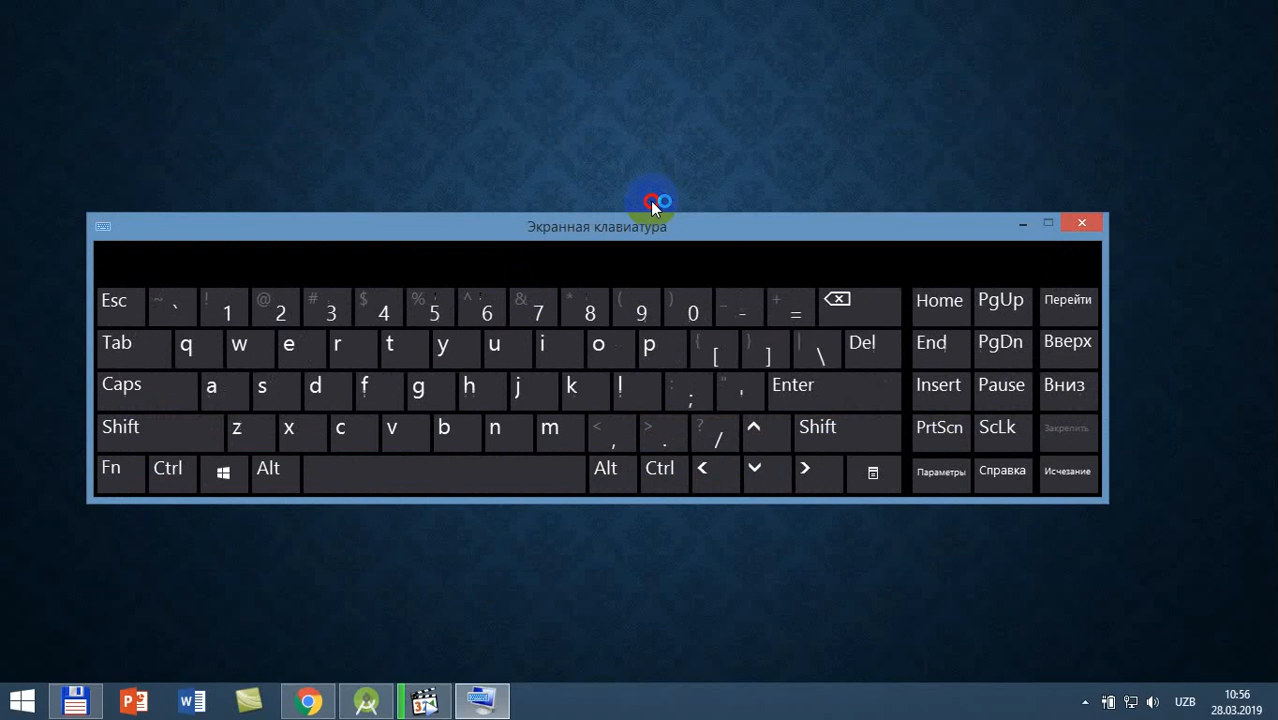 Экранная клавиатура
Esc ~ ` ! 1 @ 2 # 3 $ 4 % 5 ^ 6 & 7 * 8 ( 9 ) 0 _ - + = Home PgUp Перейти
Tab q w e r t y u i o p { [ } ] | \ Del End PgDn Вверх
Caps a s d f g h j k ! : ; " ' Enter Insert Pause Вниз
Shift z x c v b n m < , > . ? / ^ Shift PrtScn ScLk Закрепить
Fn Ctrl Alt Alt Ctrl Параметры Справка Исчезание
UZB 10:56
28.03.2019